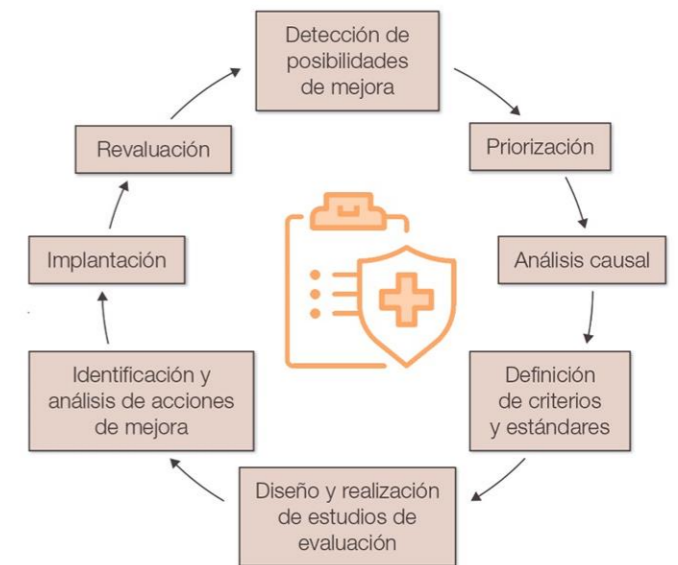 Detección de
posibilidades
de mejora
Priorización
Análisis causal
Definición
de criterios
y estándares
Diseño y realización
de estudios de
evaluación
Identificación y
análisis de acciones
de mejora
Implantación
Revaluación